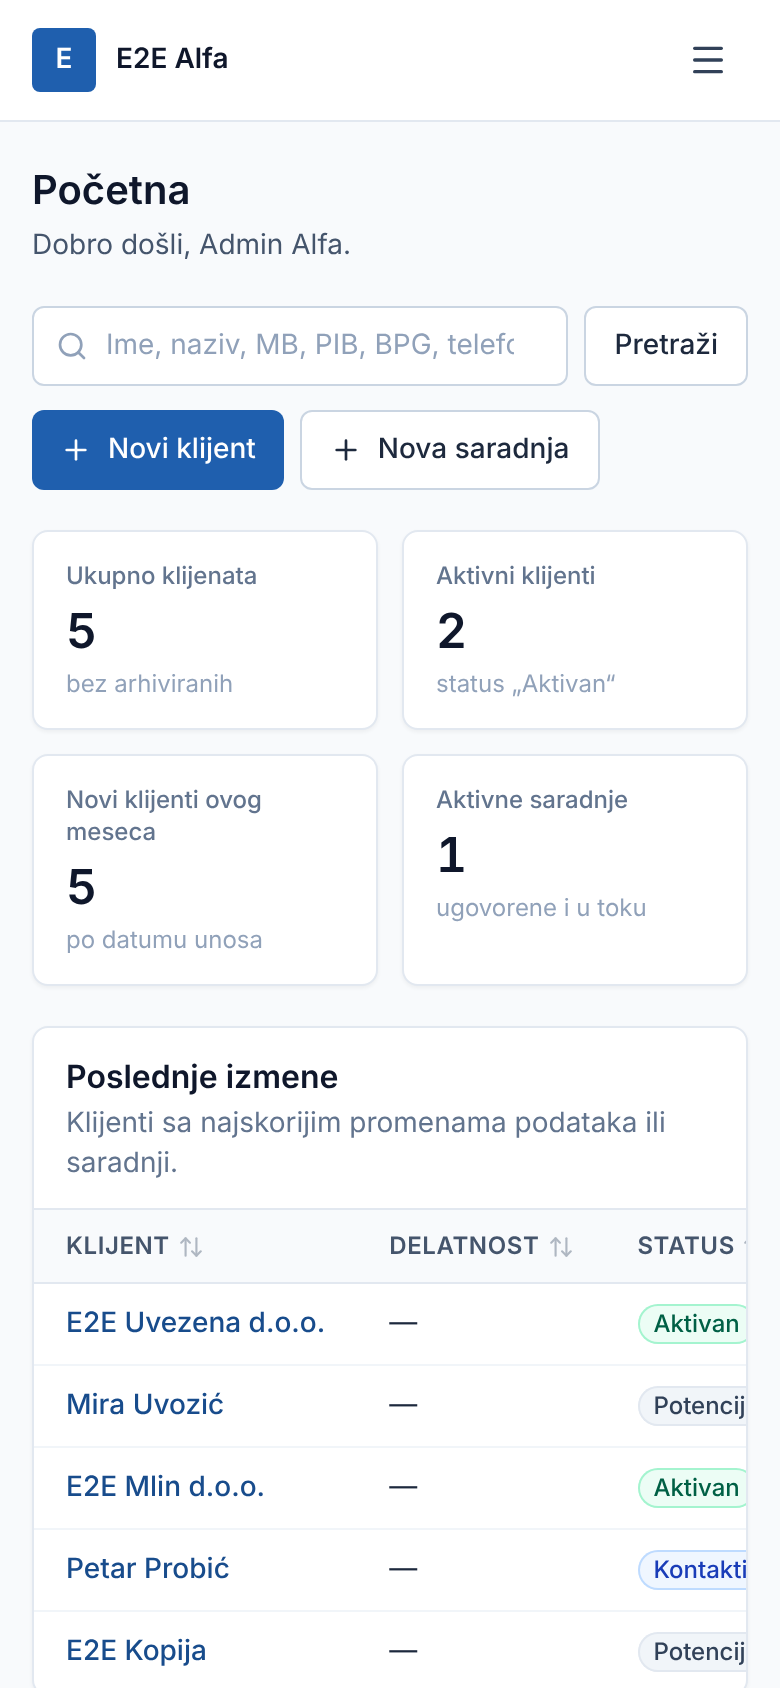 E
E2E Alfa
Početna
Dobro došli, Admin Alfa.
Ime, naziv, MB, PIB, BPG, telefo
Pretraži
+ Novi klijent
+ Nova saradnja
Ukupno klijenata
5
bez arhiviranih
Aktivni klijenti
2
status „Aktivan“
Novi klijenti ovog
meseca
5
po datumu unosa
Aktivne saradnje
1
ugovorene i u toku
Poslednje izmene
Klijenti sa najskorijim promenama podataka ili
saradnji.
KLIJENT DELATNOST STATUS
E2E Uvezena d.o.o. — Aktivan
Mira Uvozić — Potencij
E2E Mlin d.o.o. — Aktivan
Petar Probić — Kontakti
E2E Kopija — Potencij